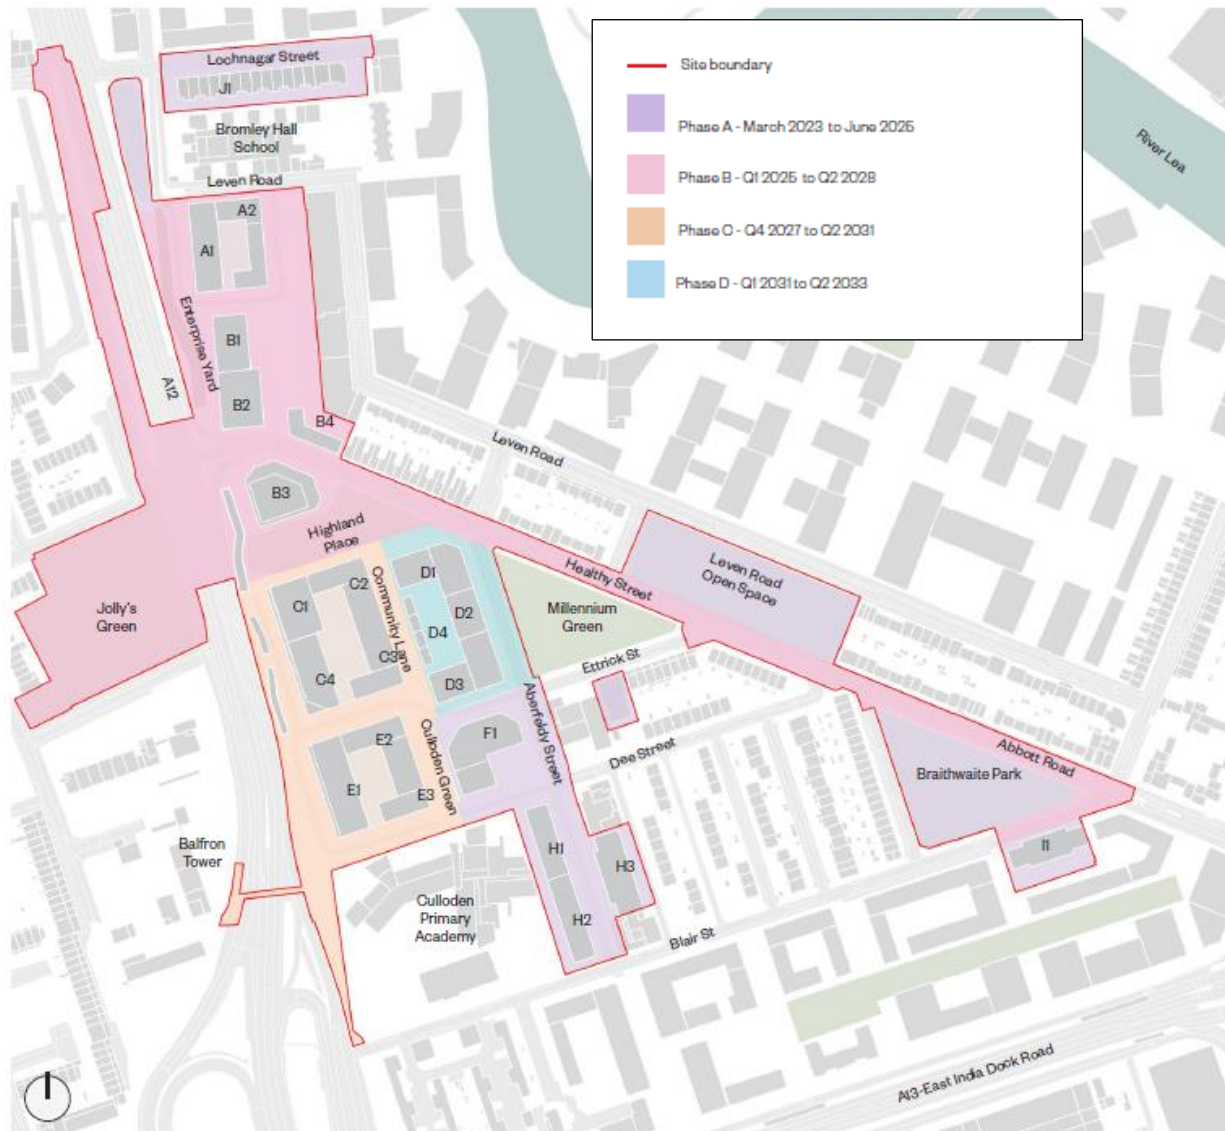 Site boundary
Phase A - March 2023 to June 2025
Phase B - Q1 2025 to Q2 2028
Phase C - Q4 2027 to Q2 2031
Phase D - Q1 2031 to Q2 2033
River Lea
Lochnagar Street
J1
Bromley Hall
School
Leven Road
A2
A1
Enterprise Yard
B1
A12
B2
B4
Leven Road
B3
Highland
Place
Healthy Street
Leven Road
Open Space
Jolly's
Green
C1
C2
Community Lane
C3
C4
D1
D2
D4
D3
Millennium
Green
Ettrick St
Aberfeldy Street
Dee Street
Culloden Green
F1
E2
E1
E3
Abbott Road
Braithwaite Park
I1
Balfron
Tower
H1
H3
H2
Culloden
Primary
Academy
Blair St
A13-East India Dock Road